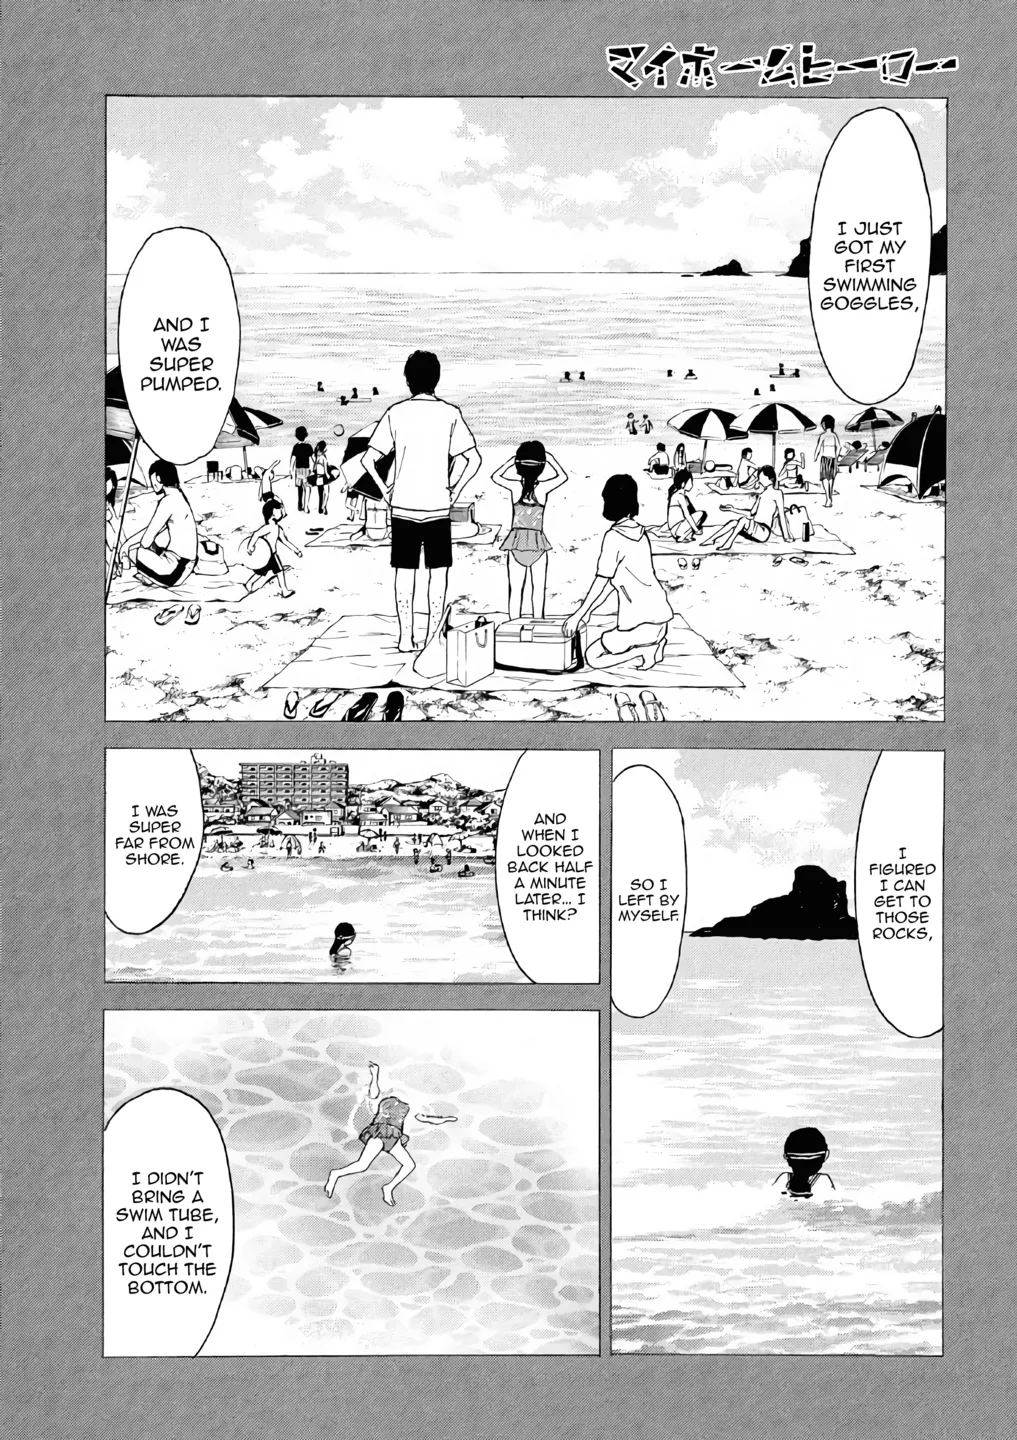 マイホームヒーロー
I JUST
GOT MY
FIRST
SWIMMING
GOGGLES,
AND I
WAS
SUPER
PUMPED.
I
FIGURED
I CAN
GET TO
THOSE
ROCKS,
SO I
LEFT BY
MYSELF.
AND
WHEN I
LOOKED
BACK HALF
A MINUTE
LATER... I
THINK?
I WAS
SUPER
FAR FROM
SHORE.
I DIDN'T
BRING A
SWIM TUBE,
AND I
COULDN'T
TOUCH THE
BOTTOM.